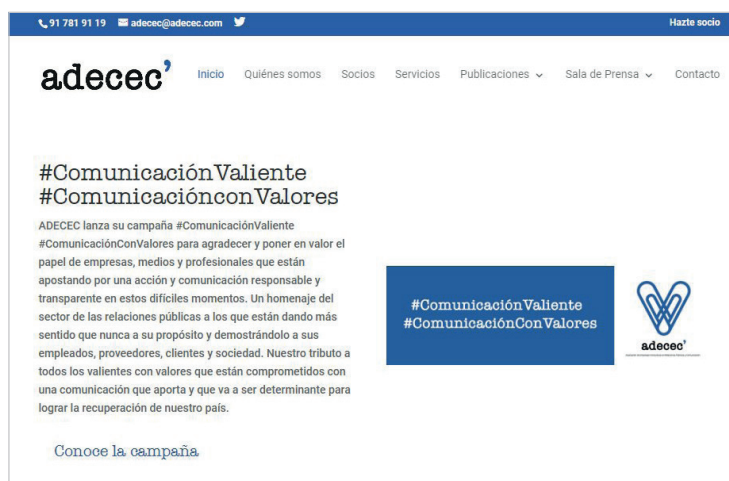 91 781 91 19 adecec@adecec.com Hazte socio
adecec’ Inicio Quiénes somos Socios Servicios Publicaciones Sala de Prensa Contacto
#ComunicaciónValiente
#ComunicaciónconValores
ADECEC lanza su campaña #ComunicaciónValiente
#ComunicaciónConValores para agradecer y poner en valor el
papel de empresas, medios y profesionales que están
apostando por una acción y comunicación responsable y
transparente en estos difíciles momentos. Un homenaje del
sector de las relaciones públicas a los que están dando más
sentido que nunca a su propósito y demostrándolo a sus
empleados, proveedores, clientes y sociedad. Nuestro tributo a
todos los valientes con valores que están comprometidos con
una comunicación que aporta y que va a ser determinante para
lograr la recuperación de nuestro país.
Conoce la campaña
#ComunicaciónValiente
#ComunicaciónConValores
adecec’